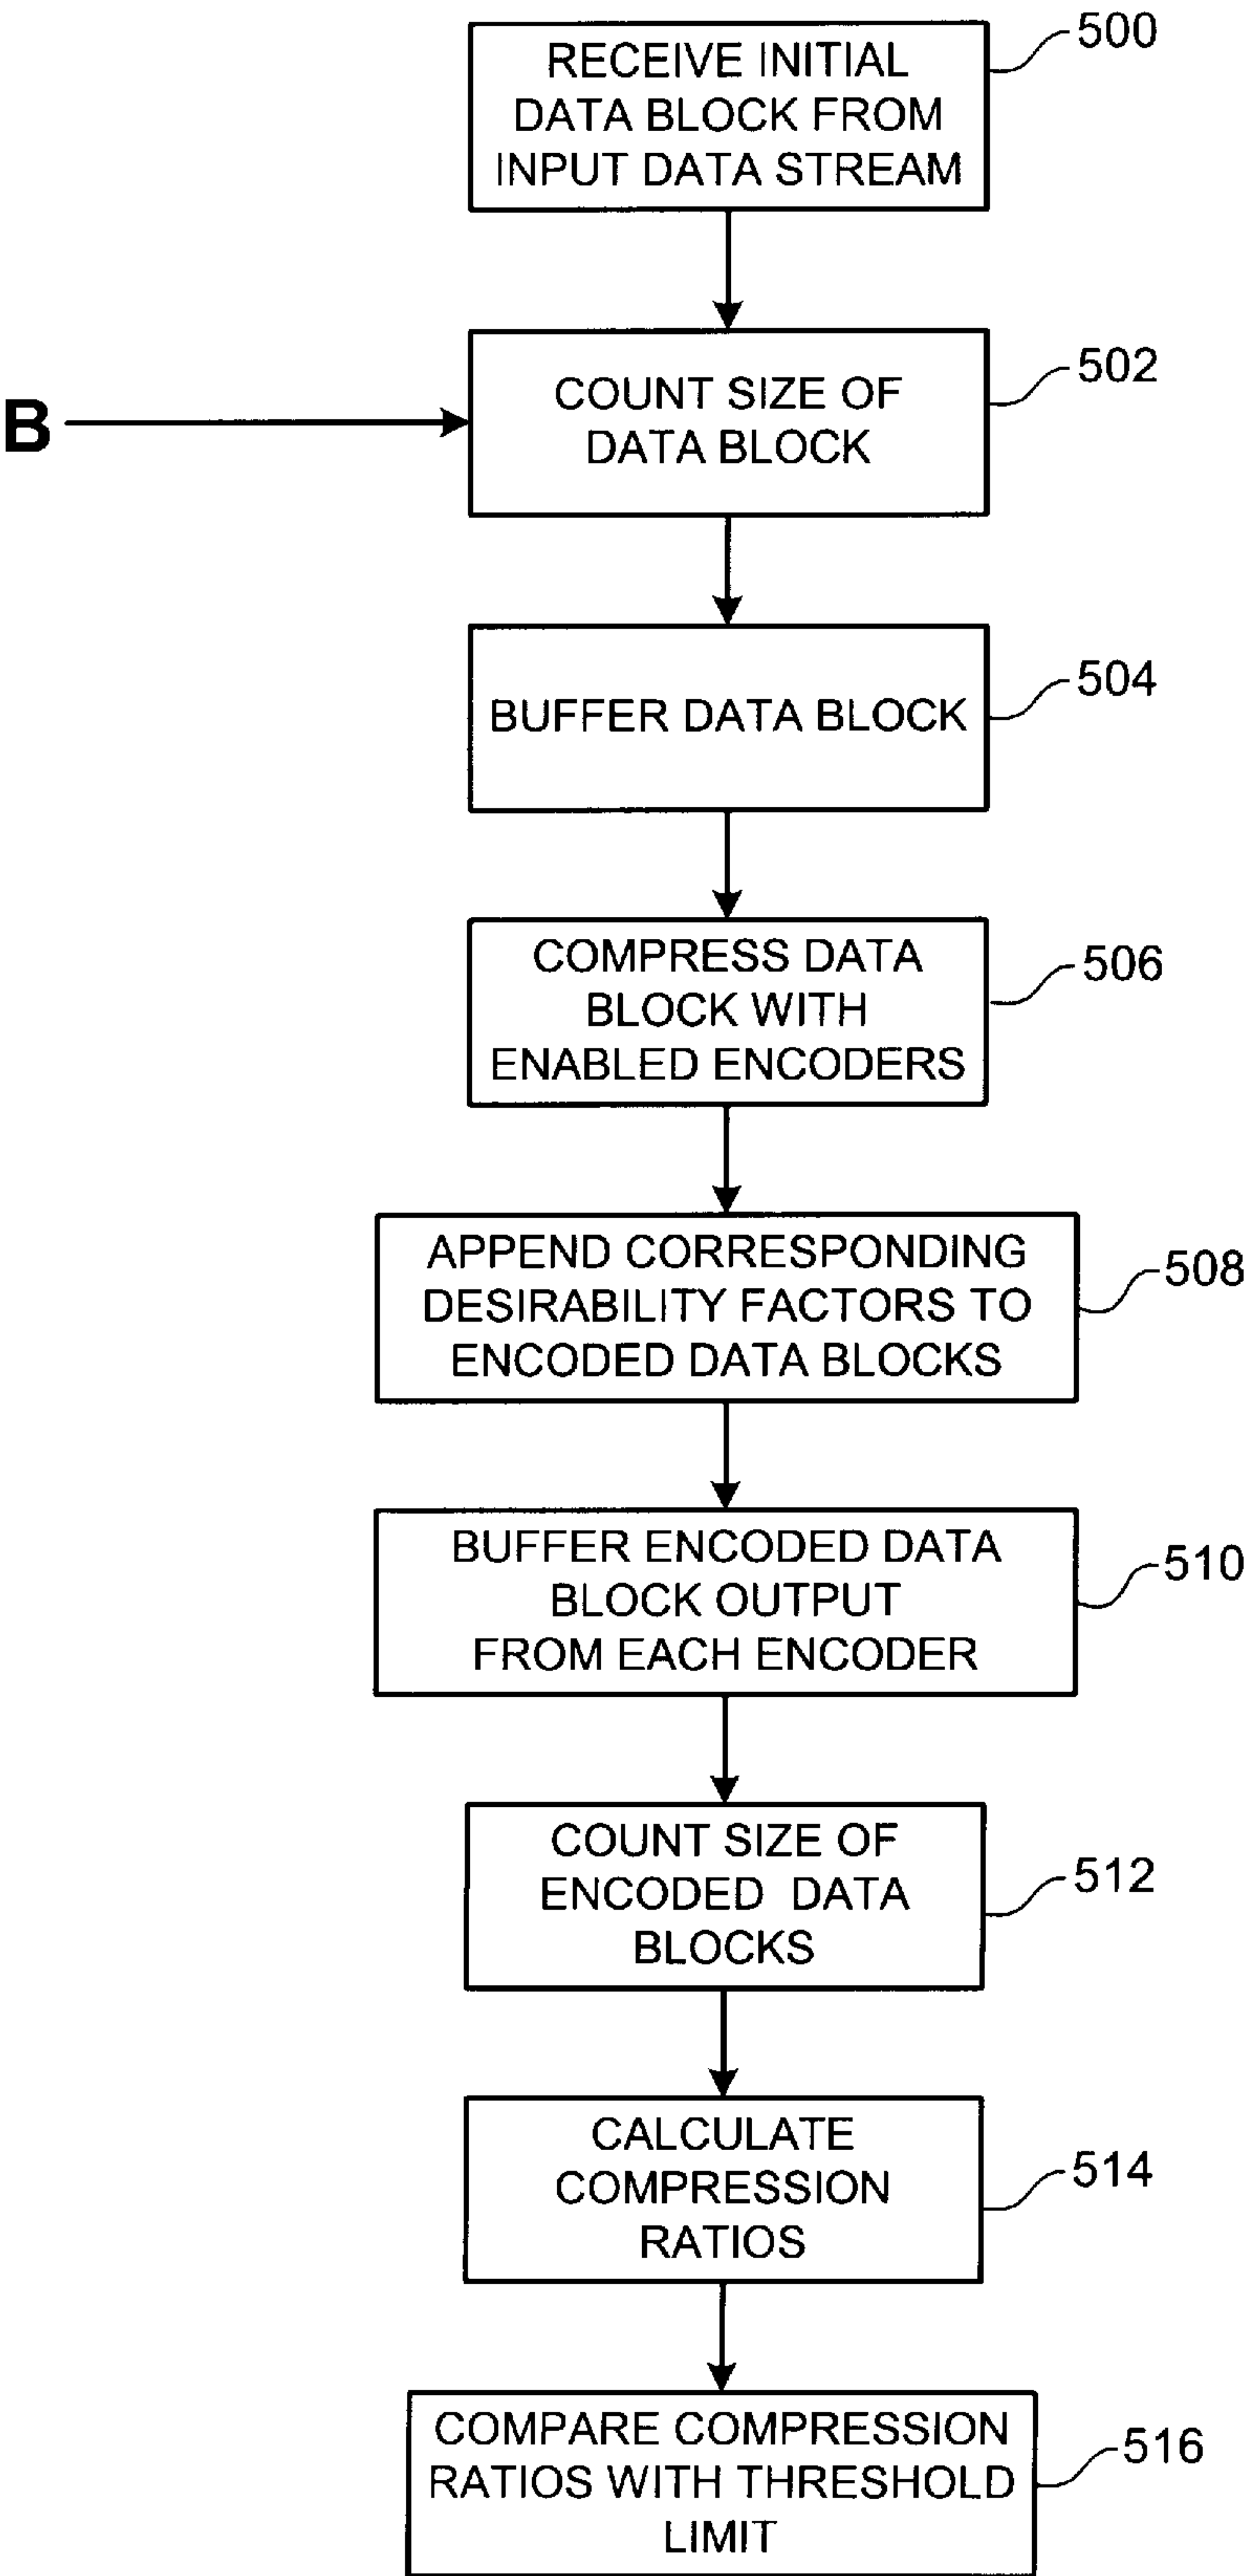 RECEIVE INITIAL
DATA BLOCK FROM
INPUT DATA STREAM
500
B
COUNT SIZE OF
DATA BLOCK
502
BUFFER DATA BLOCK
504
COMPRESS DATA
BLOCK WITH
ENABLED ENCODERS
506
APPEND CORRESPONDING
DESIRABILITY FACTORS TO
ENCODED DATA BLOCKS
508
BUFFER ENCODED DATA
BLOCK OUTPUT
FROM EACH ENCODER
510
COUNT SIZE OF
ENCODED DATA
BLOCKS
512
CALCULATE
COMPRESSION
RATIOS
514
COMPARE COMPRESSION
RATIOS WITH THRESHOLD
LIMIT
516